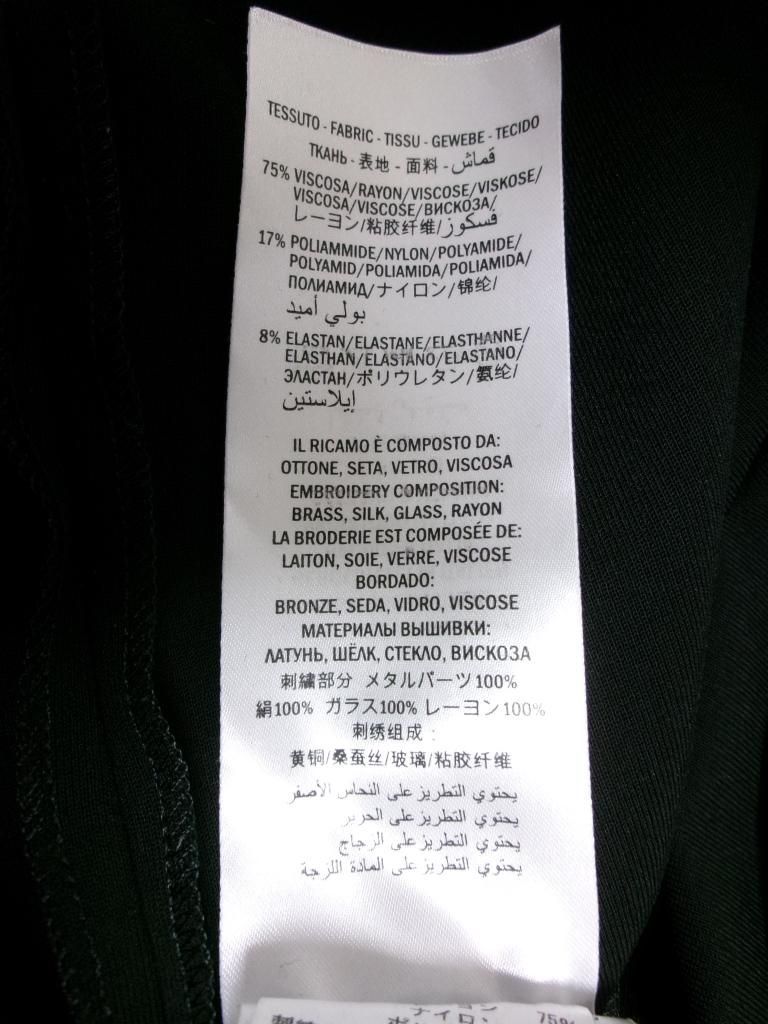 TESSUTO - FABRIC - TISSU - GEWEBE - TECIDO
ТКАНЬ - 表地 - 面料 - قماش
75% VISCOSA/RAYON/VISCOSE/VISKOSE/
VISCOSA/VISCOSE/ВИСКОЗА/
レーヨン/粘胶纤维/فسكوز
17% POLIAMMIDE/NYLON/POLYAMIDE/
POLYAMID/POLIAMIDA/POLIAMIDA/
ПОЛИАМИД/ナイロン/锦纶/
بولي أميد
8% ELASTAN/ELASTANE/ELASTHANNE/
ELASTHAN/ELASTANO/ELASTANO/
ЭЛАСТАН/ポリウレタン/氨纶/
إيلاستين
IL RICAMO È COMPOSTO DA:
OTTONE, SETA, VETRO, VISCOSA
EMBROIDERY COMPOSITION:
BRASS, SILK, GLASS, RAYON
LA BRODERIE EST COMPOSÉE DE:
LAITON, SOIE, VERRE, VISCOSE
BORDADO:
BRONZE, SEDA, VIDRO, VISCOSE
МАТЕРИАЛЫ ВЫШИВКИ:
ЛАТУНЬ, ШЁЛК, СТЕКЛО, ВИСКОЗА
刺繍部分 メタルパーツ100%
絹100% ガラス100% レーヨン100%
刺绣组成:
黄铜/桑蚕丝/玻璃/粘胶纤维
يحتوي التطريز على النحاس الأصفر
يحتوي التطريز على الحرير
يحتوي التطريز على الزجاج
يحتوي التطريز على المادة اللزجة
ナイロン 75%